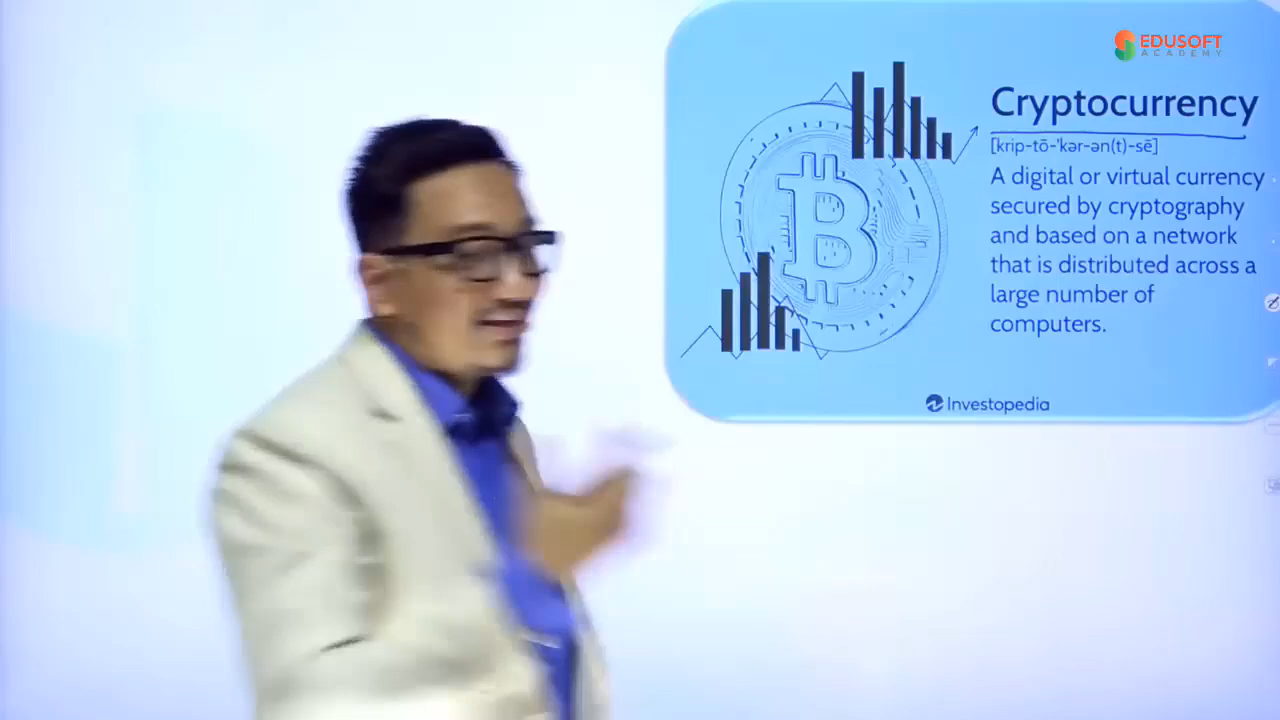 EDUSOFT
ACADEMY
Cryptocurrency
[krip-tō-'kər-ən(t)-sē]
A digital or virtual currency
secured by cryptography
and based on a network
that is distributed across a
large number of
computers.
Investopedia